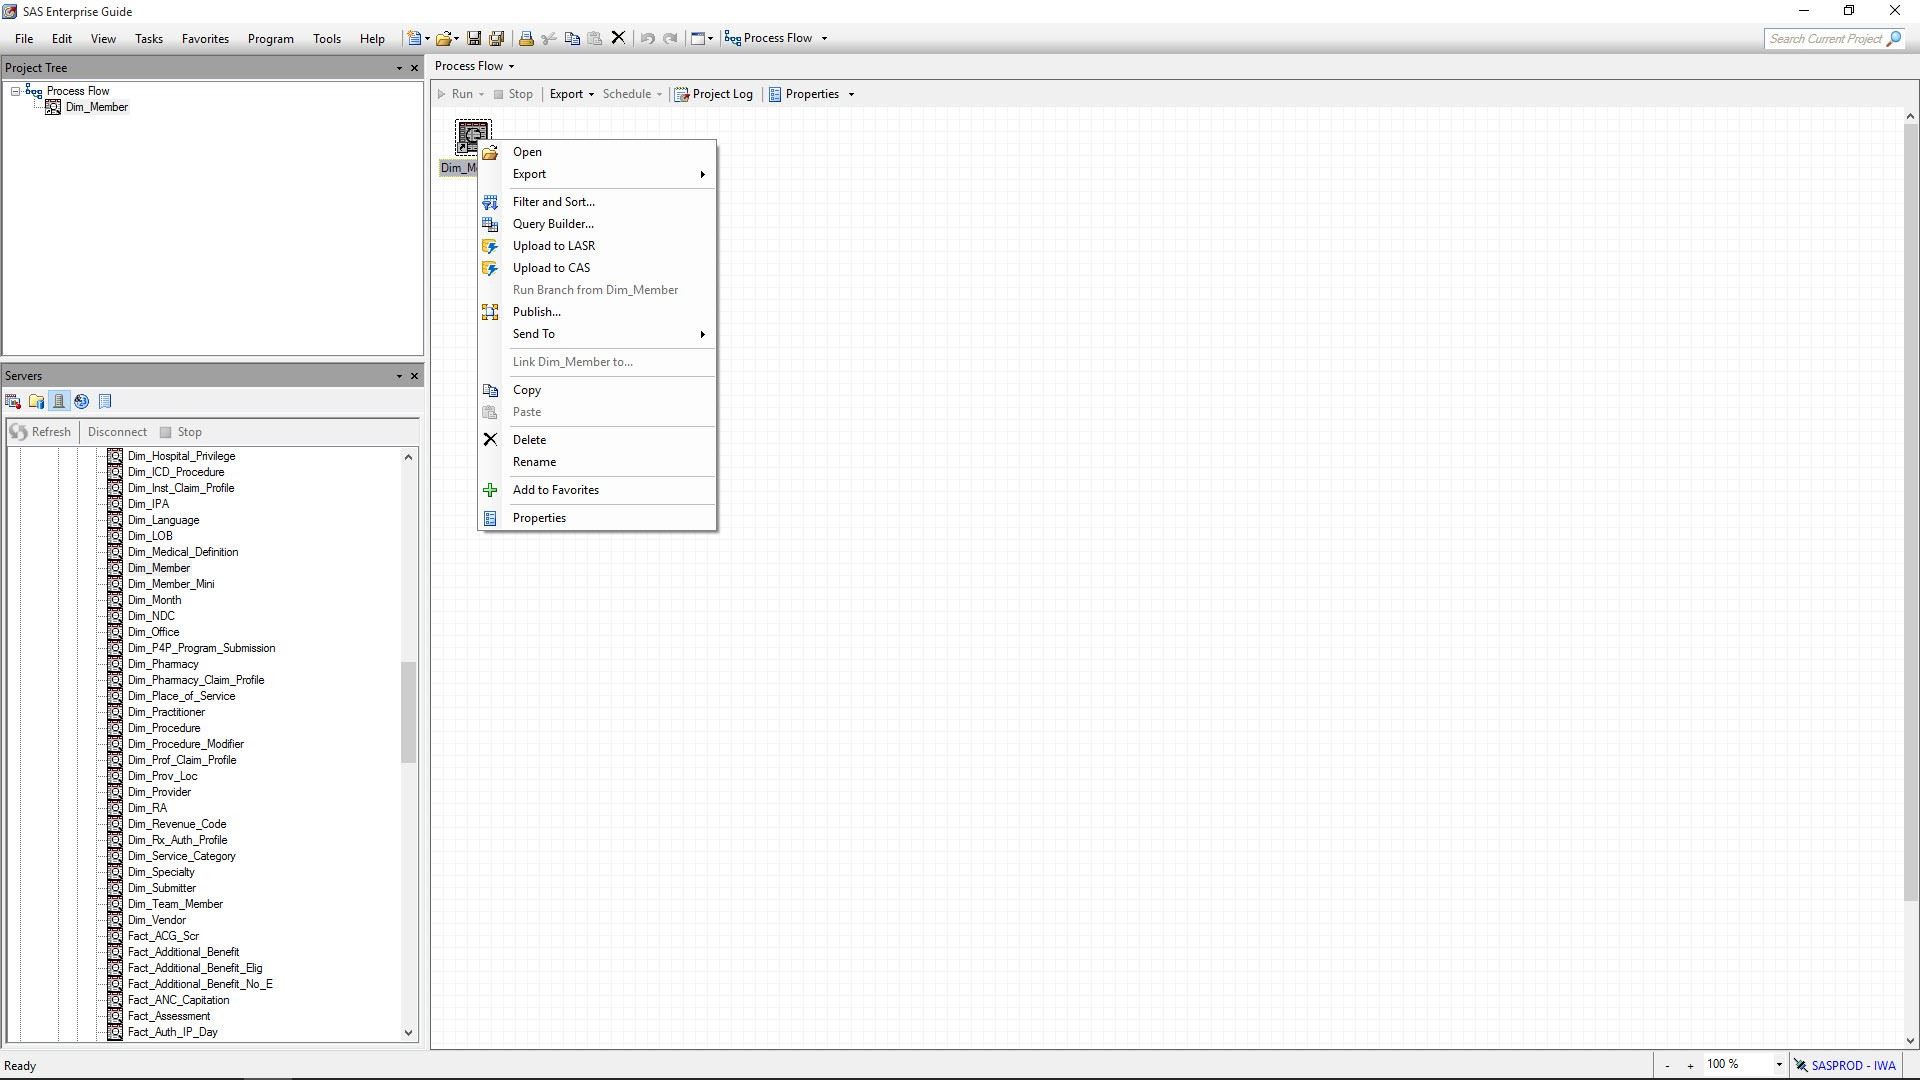 SAS Enterprise Guide
File Edit View Tasks Favorites Program Tools Help Process Flow Search Current Project
Project Tree
Process Flow
Dim_Member
Process Flow
Run Stop Export Schedule Project Log Properties
Dim_M
Open
Export
Filter and Sort...
Query Builder...
Upload to LASR
Upload to CAS
Run Branch from Dim_Member
Publish...
Send To
Link Dim_Member to...
Copy
Paste
Delete
Rename
Add to Favorites
Properties
Servers
Refresh Disconnect Stop
Dim_Hospital_Privilege
Dim_ICD_Procedure
Dim_Inst_Claim_Profile
Dim_IPA
Dim_Language
Dim_LOB
Dim_Medical_Definition
Dim_Member
Dim_Member_Mini
Dim_Month
Dim_NDC
Dim_Office
Dim_P4P_Program_Submission
Dim_Pharmacy
Dim_Pharmacy_Claim_Profile
Dim_Place_of_Service
Dim_Practitioner
Dim_Procedure
Dim_Procedure_Modifier
Dim_Prof_Claim_Profile
Dim_Prov_Loc
Dim_Provider
Dim_RA
Dim_Revenue_Code
Dim_Rx_Auth_Profile
Dim_Service_Category
Dim_Specialty
Dim_Submitter
Dim_Team_Member
Dim_Vendor
Fact_ACG_Scr
Fact_Additional_Benefit
Fact_Additional_Benefit_Elig
Fact_Additional_Benefit_No_E
Fact_ANC_Capitation
Fact_Assessment
Fact_Auth_IP_Day
Ready - + 100 % SASPROD - IWA